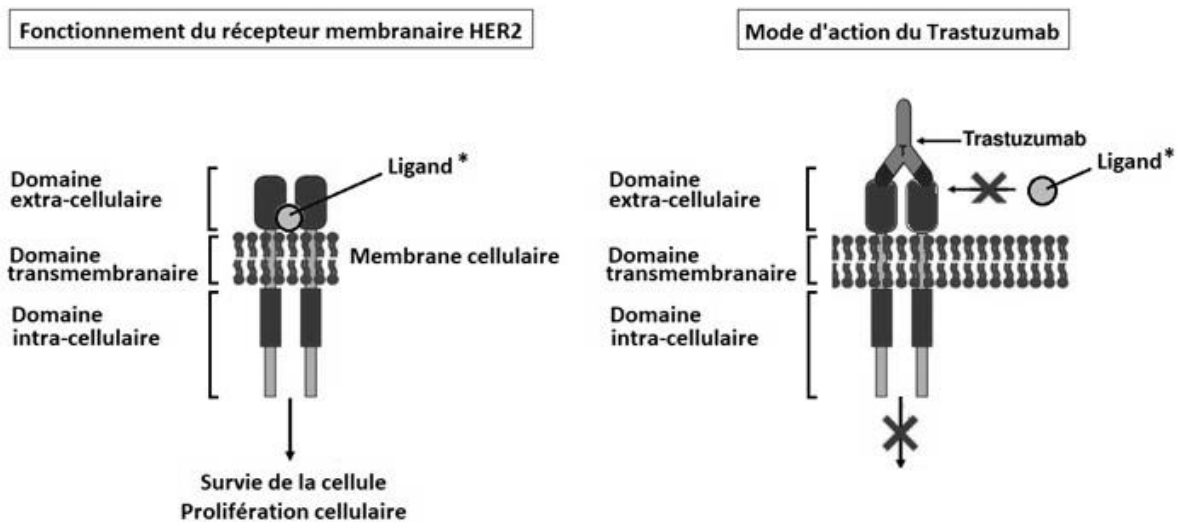 Fonctionnement du récepteur membranaire HER2
Ligand *
Domaine
extra-cellulaire
Domaine
transmembranaire
Membrane cellulaire
Domaine
intra-cellulaire
Survie de la cellule
Prolifération cellulaire
Mode d'action du Trastuzumab
T
Trastuzumab
Ligand*
Domaine
extra-cellulaire
Domaine
transmembranaire
Domaine
intra-cellulaire